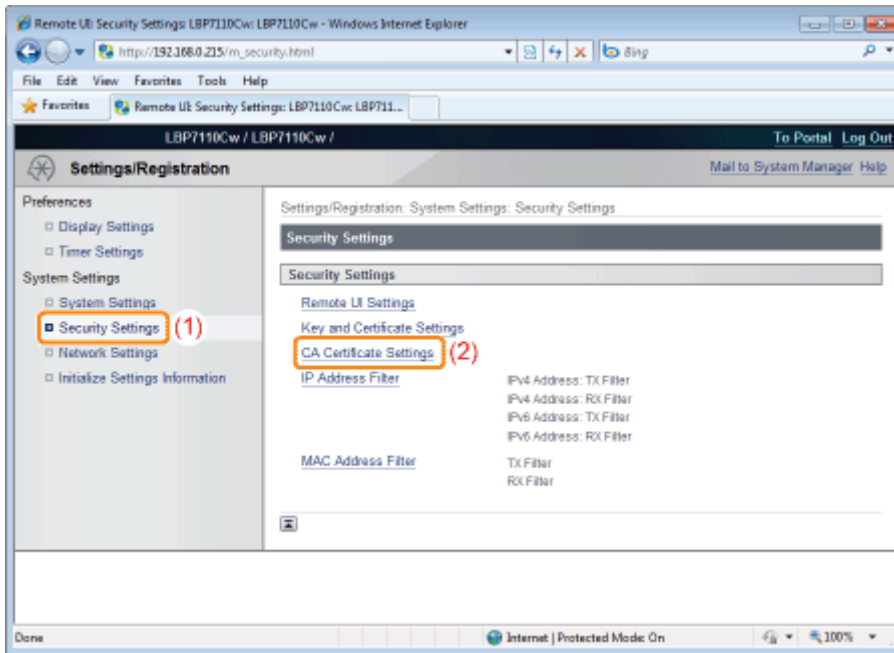 Remote UI: Security Settings: LBP7110Cw: LBP7110Cw - Windows Internet Explorer
http://192.168.0.215/m_security.html
Bing
File Edit View Favorites Tools Help
Favorites
Remote UI: Security Settings: LBP7110Cw: LBP711...
LBP7110Cw / LBP7110Cw /
To Portal Log Out
Settings/Registration
Mail to System Manager Help
Preferences
Display Settings
Timer Settings
System Settings
System Settings
Security Settings (1)
Network Settings
Initialize Settings Information
Settings/Registration: System Settings: Security Settings
Security Settings
Security Settings
Remote UI Settings
Key and Certificate Settings
CA Certificate Settings (2)
IP Address Filter
IPv4 Address: TX Filter
IPv4 Address: RX Filter
IPv6 Address: TX Filter
IPv6 Address: RX Filter
MAC Address Filter
TX Filter
RX Filter
Done
Internet | Protected Mode: On
100%